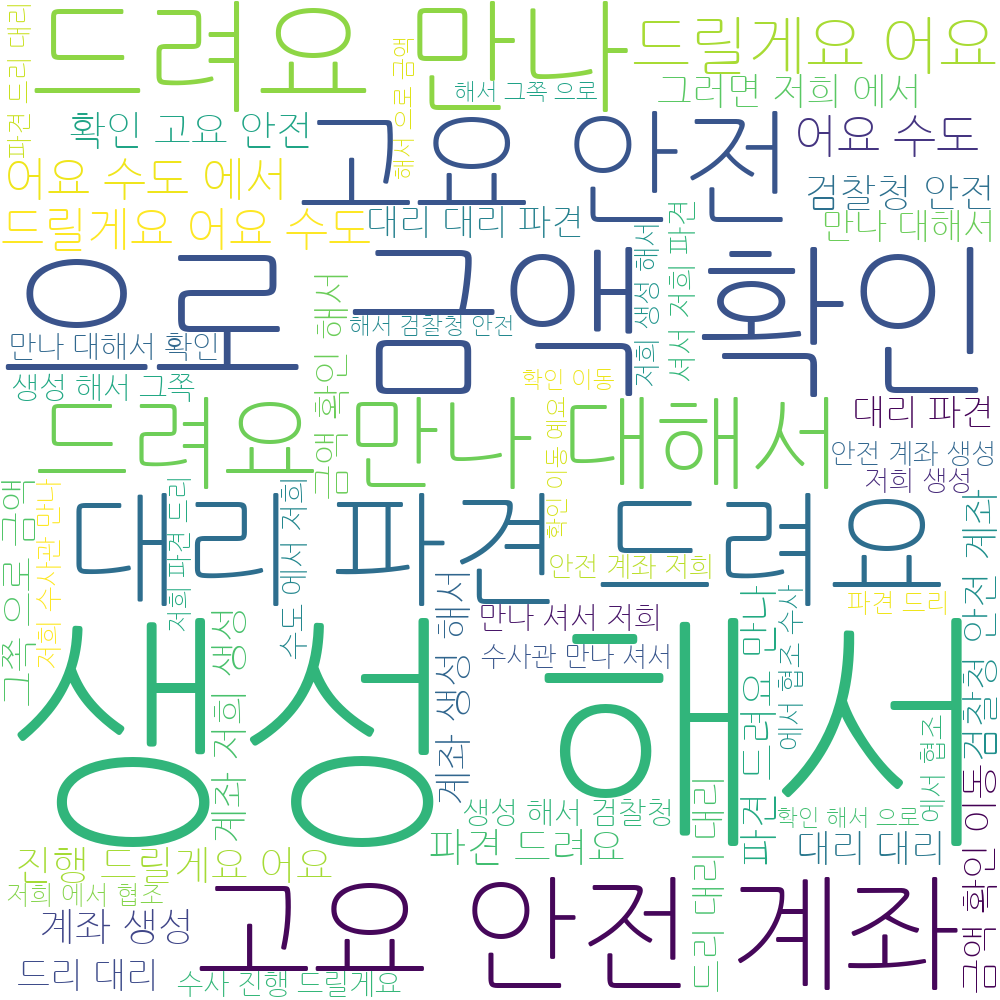 드려요 만나
드릴게요 어요
파견 드리 대리
해서 으로 금액
해서 그쪽 으로
그러면 저희 에서
확인 고요 안전
고요 안전
어요 수도
어요 수도 에서
검찰청 안전
드릴게요 어요 수도
대리 대리 파견
만나 대해서
셔서 저희 파견
저희 생성 해서
으로 금액
확인
금액 확인 해서
해서 검찰청 안전
만나 대해서 확인
생성 해서 그쪽
확인 이동
드려요 만나 대해서
확인 이동 에요
대리 파견
안전 계좌 생성
저희 생성
그쪽 으로 금액
저희 수사관 만나
대리 파견 드려요
저희 파견 드리
수도 에서 저희
안전 계좌 저희
검찰청 안전 계좌
파견 드리
만나 셔서 저희
수사관 만나 셔서
생성 해서
계좌 저희 생성
계좌 생성 해서
파견 드려요 만나
에서 협조 수사
에서 협조
생성 해서 검찰청
확인 해서 으로
파견 드려요
대리 대리
드리 대리 대리
금액 확인 이동
진행 드릴게요 어요
저희 에서 협조
고요 안전 계좌
계좌 생성
드리 대리
수사 진행 드릴게요